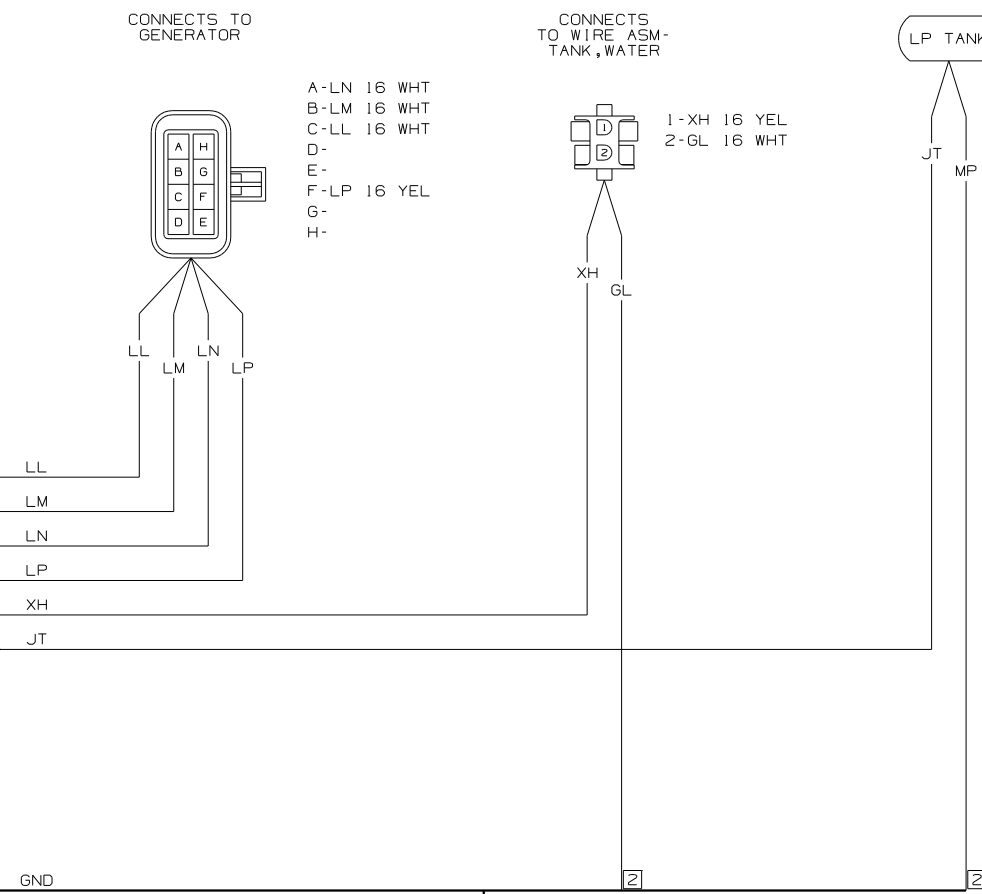 CONNECTS TO
GENERATOR
A-LN 16 WHT
B-LM 16 WHT
C-LL 16 WHT
D-
E-
F-LP 16 YEL
G-
H-
A H
B G
C F
D E
LL
LM
LN
LP
CONNECTS
TO WIRE ASM-
TANK,WATER
1
2
1-XH 16 YEL
2-GL 16 WHT
XH
GL
LP TANK
JT
MP
LL
LM
LN
LP
XH
JT
GND
2
2